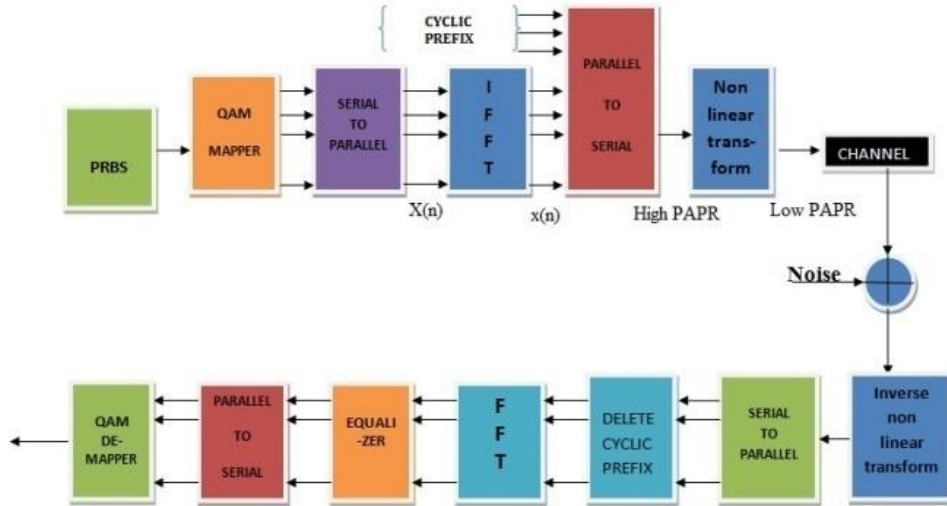 CYCLIC
PREFIX
PRBS
QAM
MAPPER
SERIAL
TO
PARALLEL
X(n)
I
F
F
T
x(n)
PARALLEL
TO
SERIAL
High PAPR
Non
linear
trans-
form
Low PAPR
CHANNEL
Noise
Inverse
non
linear
transform
SERIAL
TO
PARALLEL
DELETE
CYCLIC
PREFIX
F
F
T
EQUALI
-ZER
PARALLEL
TO
SERIAL
QAM
DE-
MAPPER